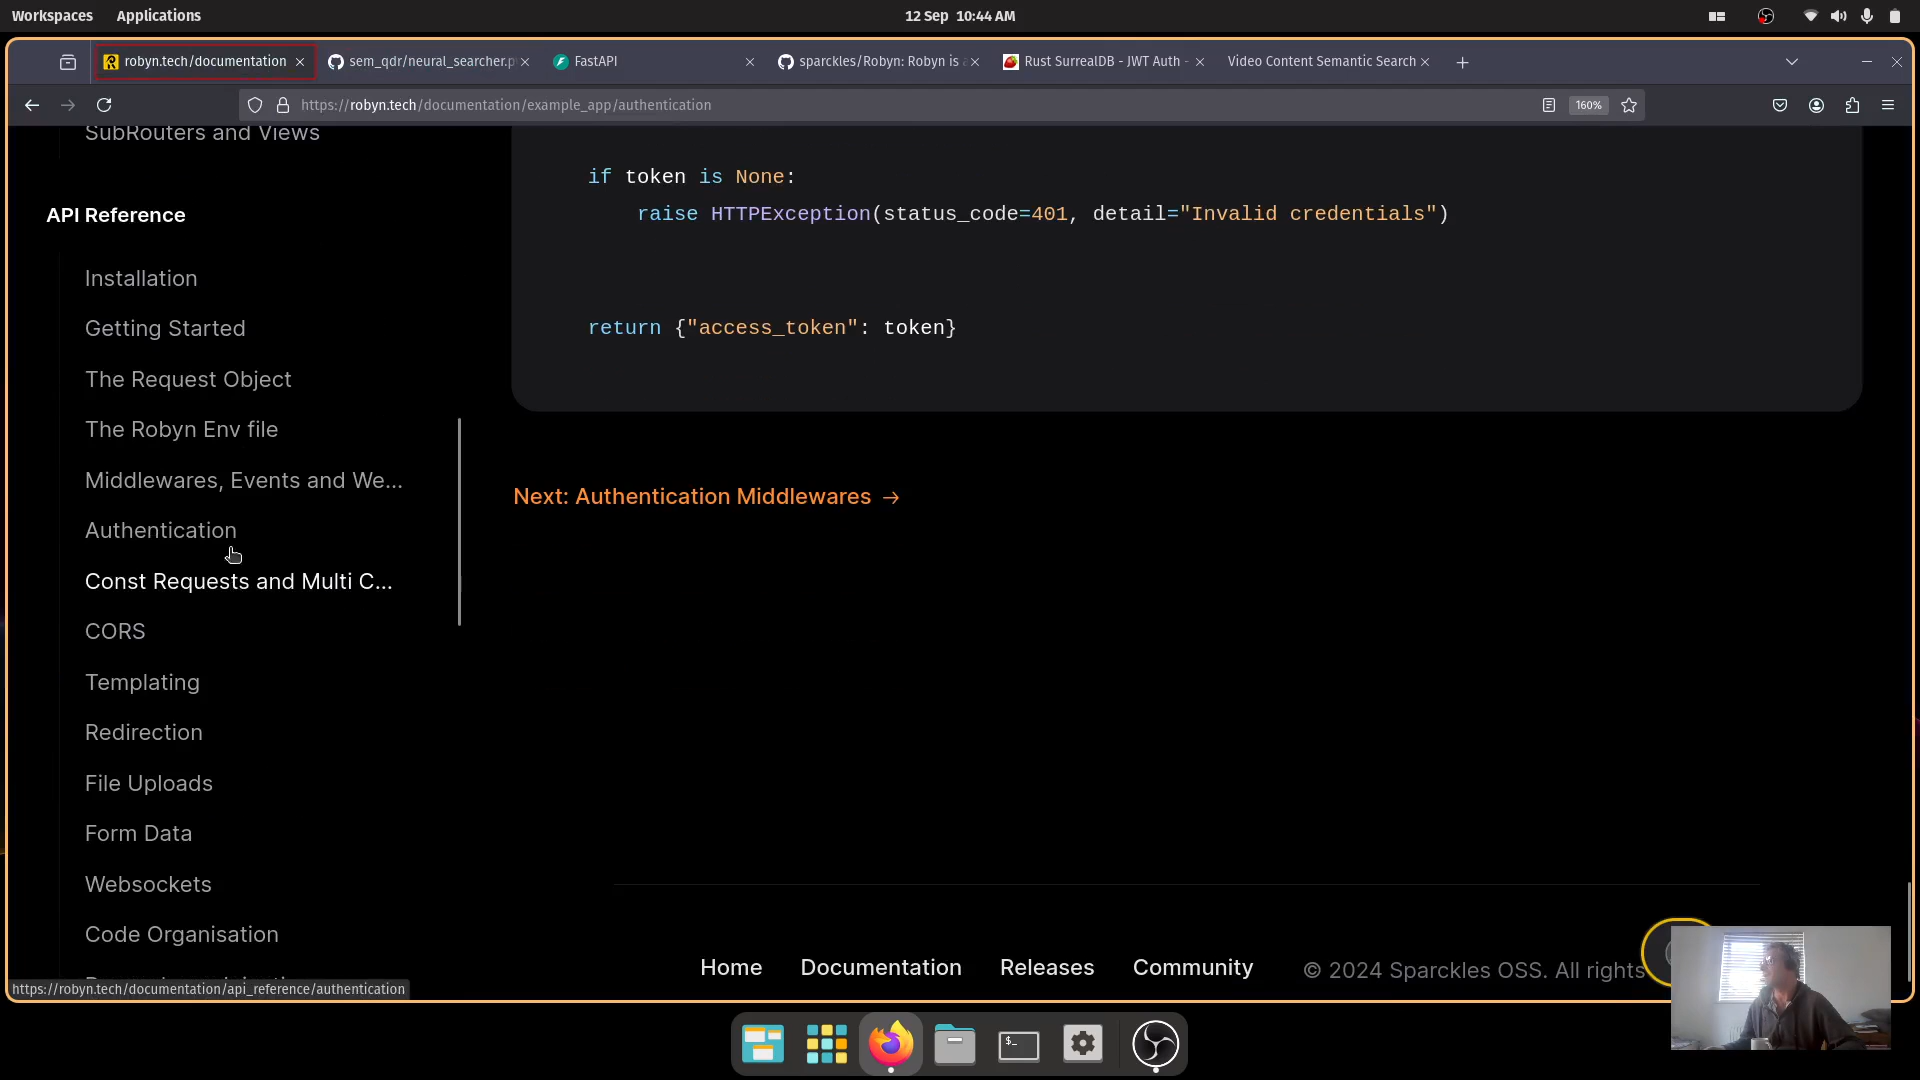 Workspaces Applications 12 Sep 10:44 AM
robyn.tech/documentation sem_qdr/neural_searcher.p FastAPI sparckles/Robyn: Robyn is a Rust SurrealDB - JWT Auth - Video Content Semantic Search
https://robyn.tech/documentation/example_app/authentication 160%
SubRouters and Views
API Reference
Installation
Getting Started
The Request Object
The Robyn Env file
Middlewares, Events and We...
Authentication
Const Requests and Multi C...
CORS
Templating
Redirection
File Uploads
Form Data
Websockets
Code Organisation
https://robyn.tech/documentation/api_reference/authentication
if token is None:
raise HTTPException(status_code=401, detail="Invalid credentials")
return {"access_token": token}
Next: Authentication Middlewares →
Home Documentation Releases Community © 2024 Sparckles OSS. All rights